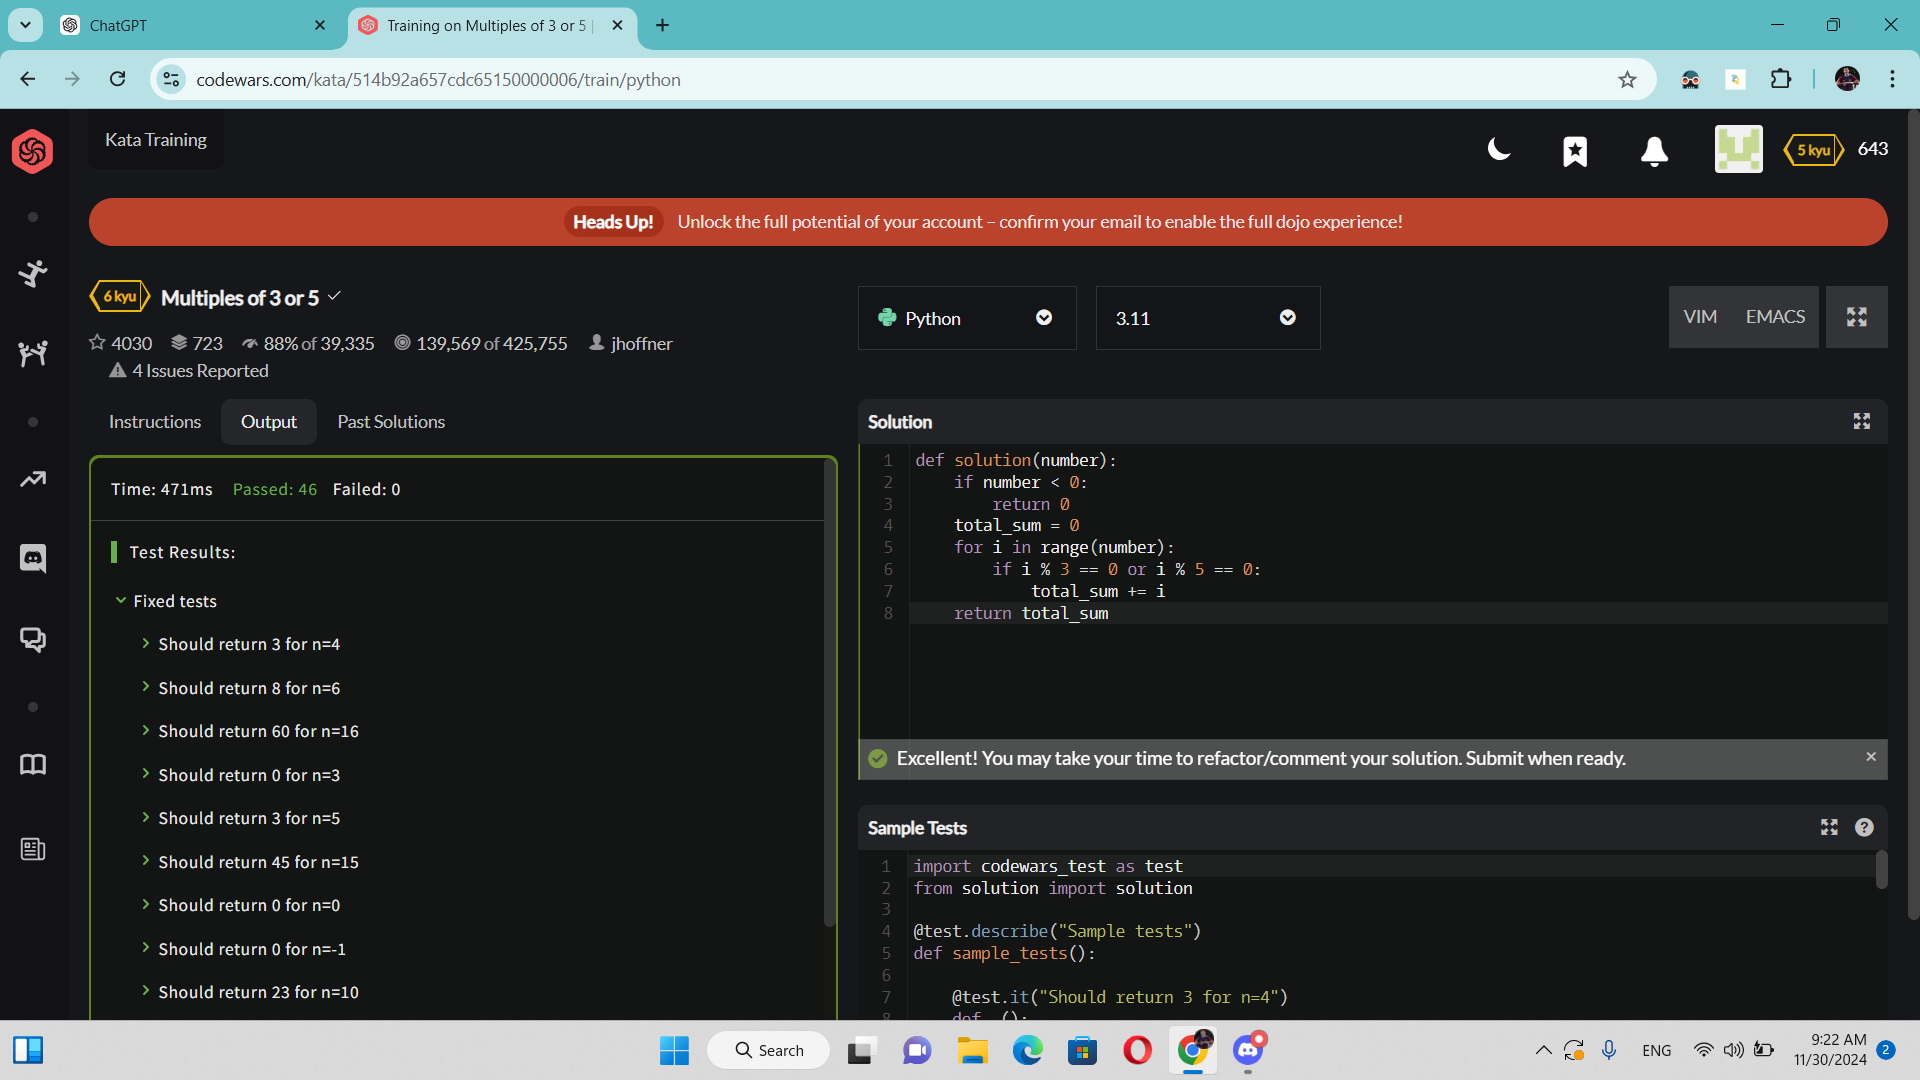 ChatGPT
Training on Multiples of 3 or 5 |
codewars.com/kata/514b92a657cdc65150000006/train/python
Kata Training
5 kyu 643
Heads Up! Unlock the full potential of your account – confirm your email to enable the full dojo experience!
6 kyu Multiples of 3 or 5
4030 723 88% of 39,335 139,569 of 425,755 jhoffner
4 Issues Reported
Python
3.11
VIM EMACS
Instructions Output Past Solutions
Time: 471ms Passed: 46 Failed: 0
Test Results:
Fixed tests
Should return 3 for n=4
Should return 8 for n=6
Should return 60 for n=16
Should return 0 for n=3
Should return 3 for n=5
Should return 45 for n=15
Should return 0 for n=0
Should return 0 for n=-1
Should return 23 for n=10
Solution
1 def solution(number):
2     if number < 0:
3         return 0
4     total_sum = 0
5     for i in range(number):
6         if i % 3 == 0 or i % 5 == 0:
7             total_sum += i
8     return total_sum
Excellent! You may take your time to refactor/comment your solution. Submit when ready.
Sample Tests
1 import codewars_test as test
2 from solution import solution
3
4 @test.describe("Sample tests")
5 def sample_tests():
6
7     @test.it("Should return 3 for n=4")
8     def _():
Search
ENG
9:22 AM
11/30/2024
2